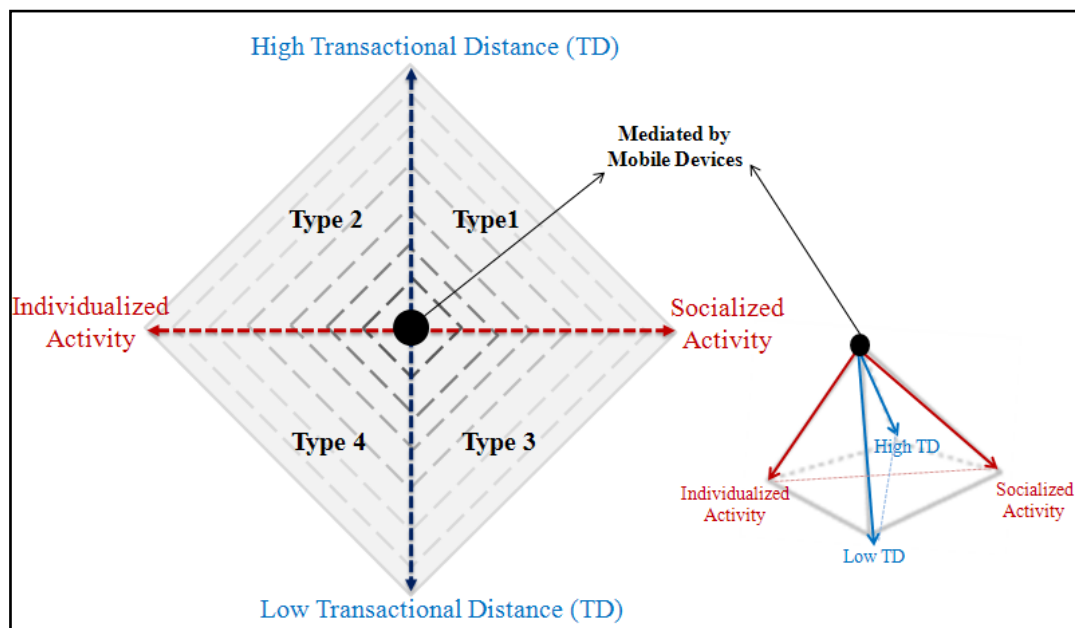 High Transactional Distance (TD)
Mediated by
Mobile Devices
Type 2
Type1
Individualized
Activity
Socialized
Activity
Type 4
Type 3
High TD
Individualized
Activity
Socialized
Activity
Low TD
Low Transactional Distance (TD)